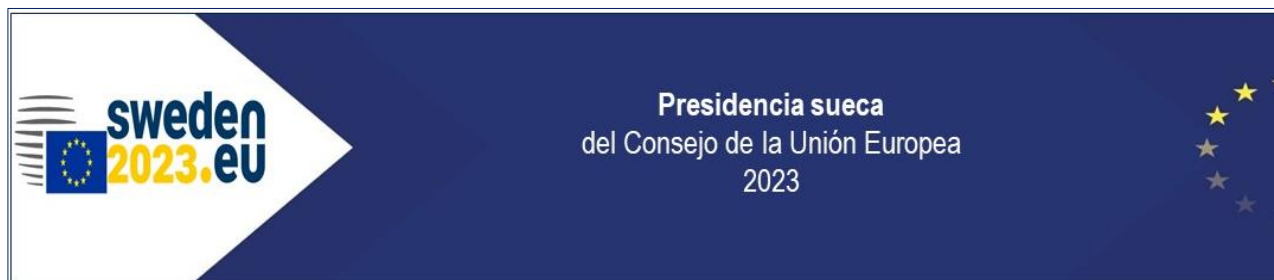 sweden
2023.eu
Presidencia sueca
del Consejo de la Unión Europea
2023